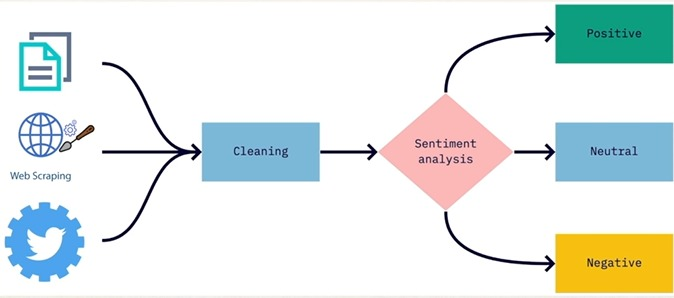 Positive
Web Scraping
Cleaning
Sentiment
analysis
Neutral
Negative